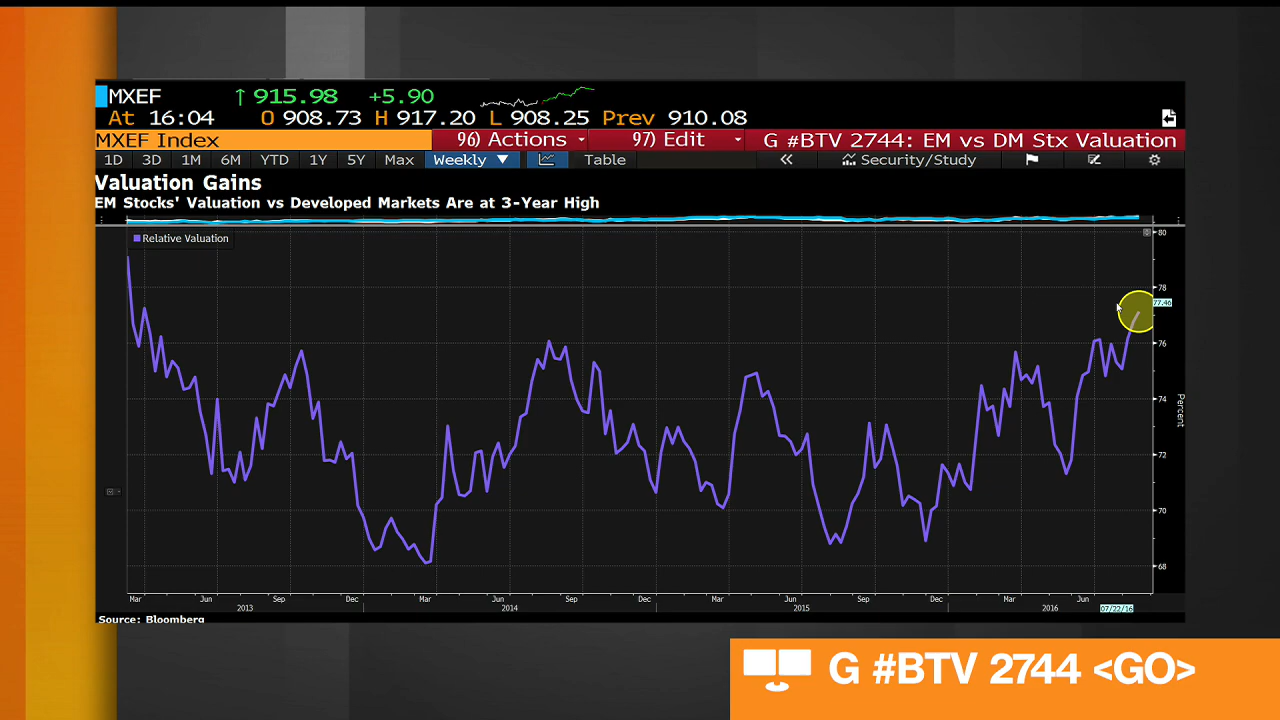 MXEF ↑ 915.98 +5.90
At 16:04 O 908.73 H 917.20 L 908.25 Prev 910.08
MXEF Index 96) Actions 97) Edit G #BTV 2744: EM vs DM Stx Valuation
1D 3D 1M 6M YTD 1Y 5Y Max Weekly ▼ Table « Security/Study
Valuation Gains
EM Stocks' Valuation vs Developed Markets Are at 3-Year High
Relative Valuation
80
78
77.46
76
74
Percent
72
70
68
Mar Jun Sep Dec Mar Jun Sep Dec Mar Jun Sep Dec Mar Jun
2013 2014 2015 2016 07/22/16
Source: Bloomberg
G #BTV 2744 <GO>